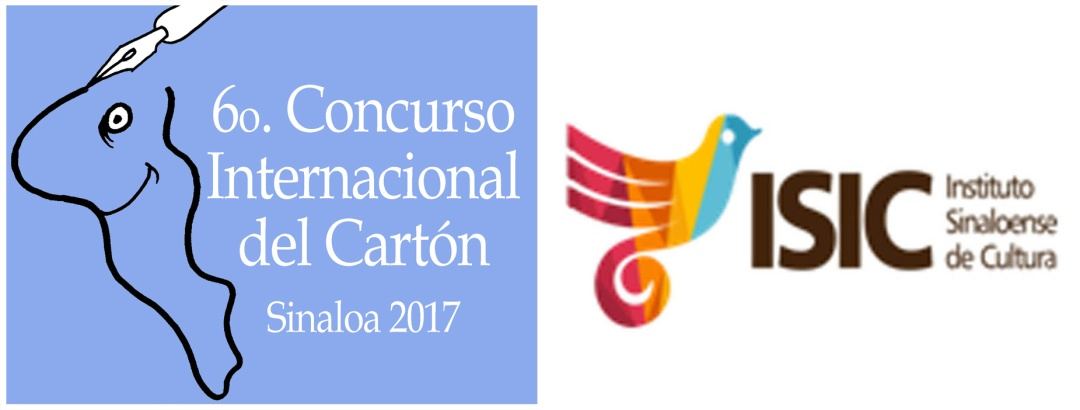 6o. Concurso
Internacional
del Cartón
Sinaloa 2017
ISIC
Instituto
Sinaloense
de Cultura